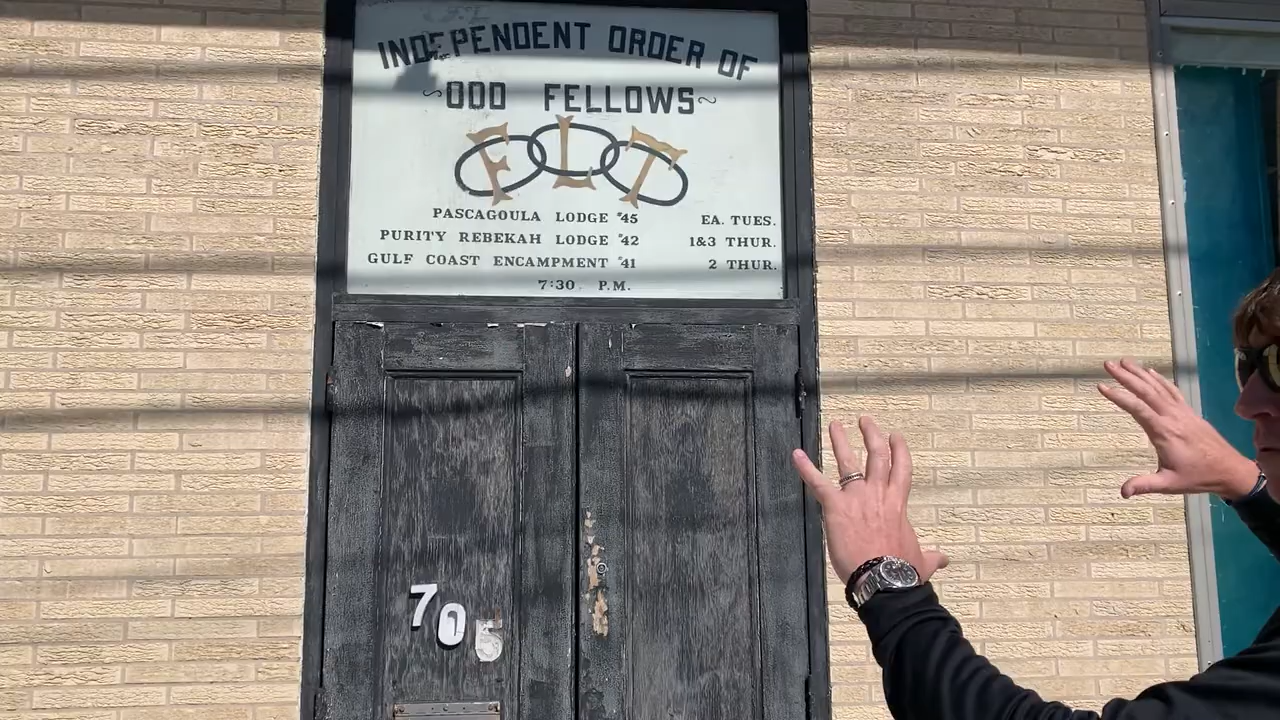 INDEPENDENT ORDER OF
~ODD FELLOWS~
F L T
PASCAGOULA LODGE #45 EA. TUES.
PURITY REBEKAH LODGE #42 1&3 THUR.
GULF COAST ENCAMPMENT #41 2 THUR.
7:30 P.M.
705